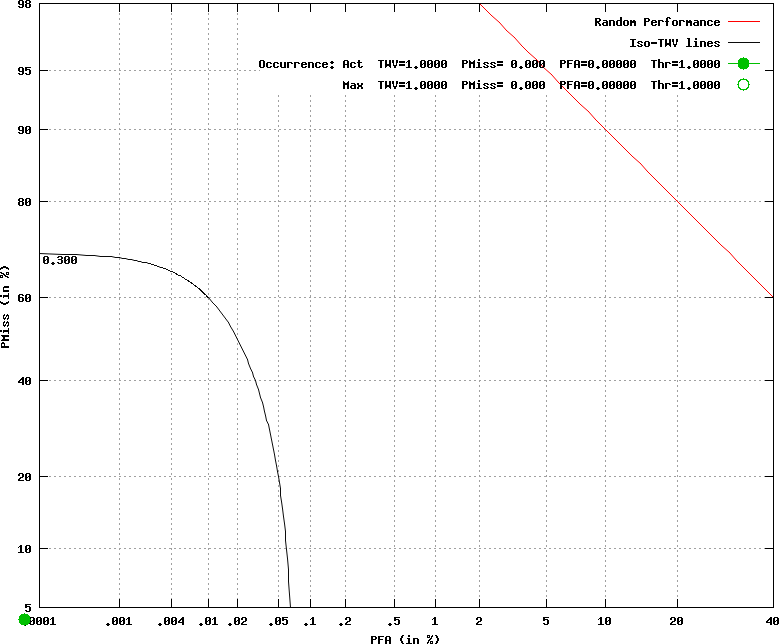 98
Random Performance
Iso-TWV lines
Occurrence: Act TWV=1.0000 PMiss= 0.000 PFA=0.00000 Thr=1.0000
Max TWV=1.0000 PMiss= 0.000 PFA=0.00000 Thr=1.0000
95
90
80
0.300
60
PMiss (in %)
40
20
10
5
.0001 .001 .004 .01 .02 .05 .1 .2 .5 1 2 5 10 20 40
PFA (in %)